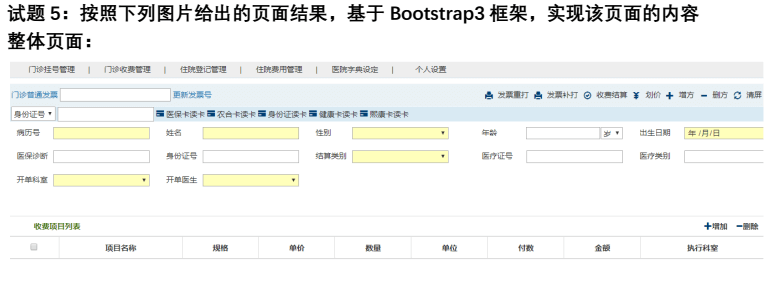 试题 5：按照下列图片给出的页面结果，基于 Bootstrap3 框架，实现该页面的内容
整体页面：
门诊挂号管理 | 门诊收费管理 | 住院登记管理 | 住院费用管理 | 医院字典设定 | 个人设置
门诊普通发票 更新发票号 发票重打 发票补打 收费结算 划价 增方 删方 清屏
身份证号 医保卡读卡 农合卡读卡 身份证读卡 健康卡读卡 熙康卡读卡
病历号 姓名 性别 年龄 岁 出生日期 年 /月/日
医保诊断 身份证号 结算类别 医疗证号 医疗类别
开单科室 开单医生
收费项目列表 增加 删除
项目名称 规格 单价 数量 单位 付数 金额 执行科室